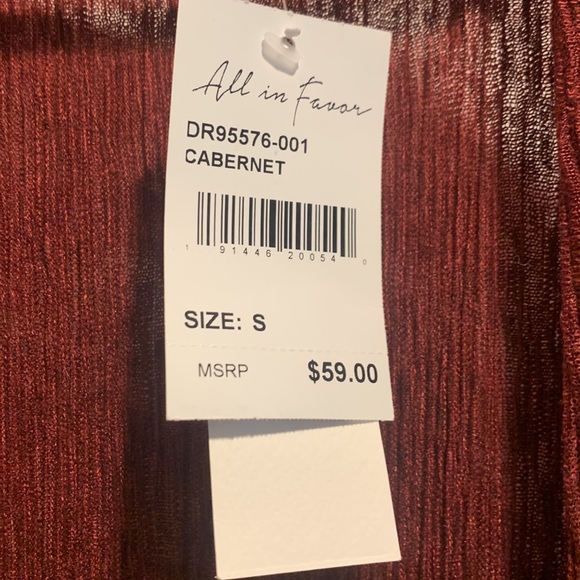 All in Favor
DR95576-001
CABERNET
1 91446 20054 0
SIZE: S
MSRP $59.00